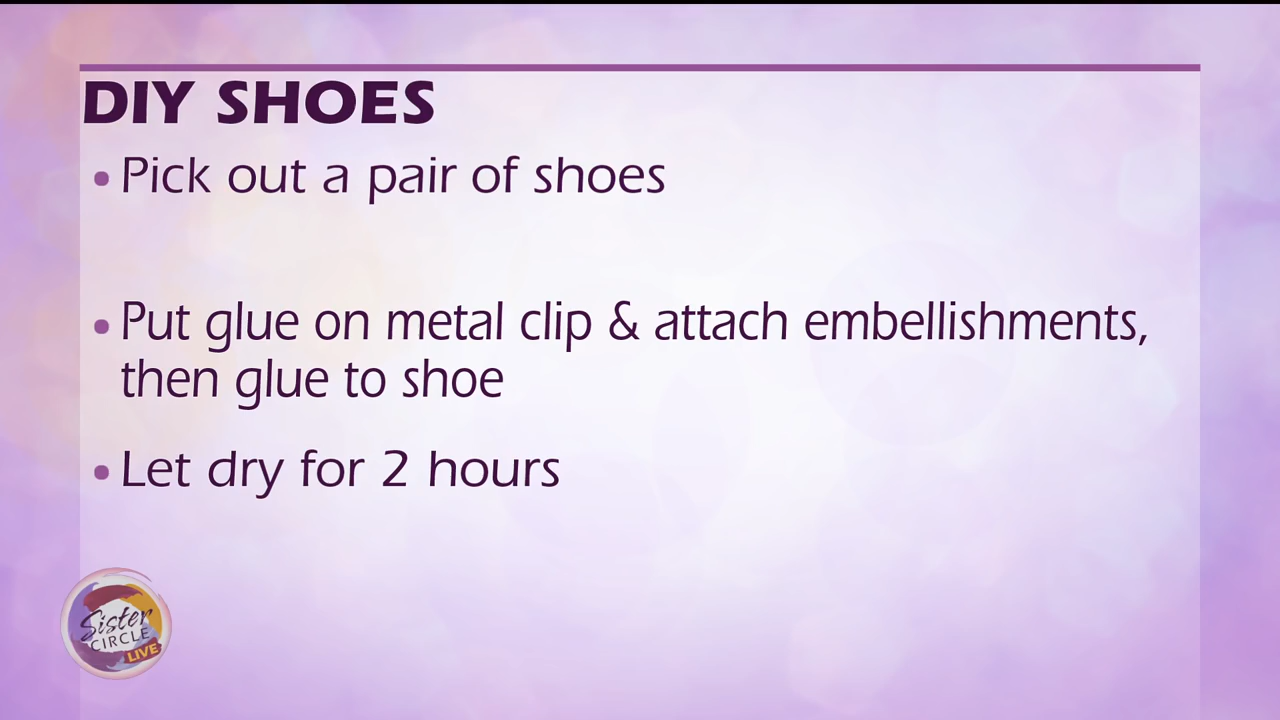 DIY SHOES
• Pick out a pair of shoes
• Put glue on metal clip & attach embellishments,
then glue to shoe
• Let dry for 2 hours
Sister
CIRCLE
LIVE